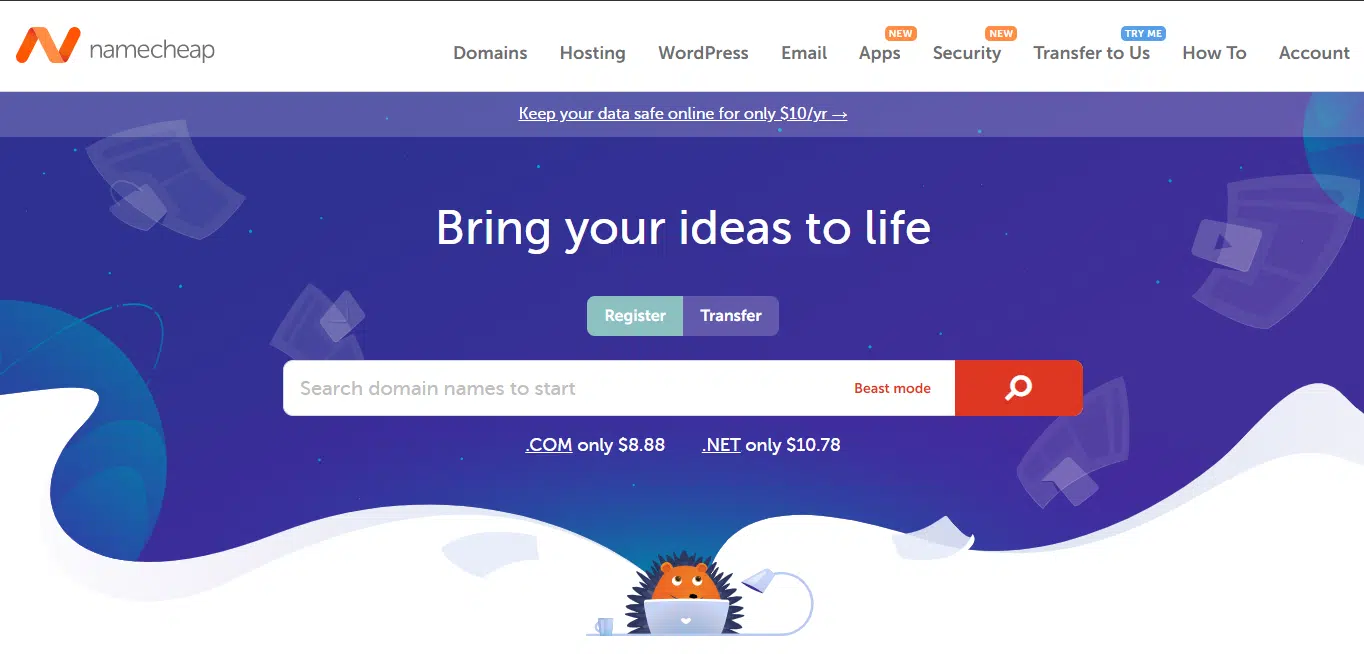 namecheap
NEW NEW TRY ME
Domains Hosting WordPress Email Apps Security Transfer to Us How To Account
Keep your data safe online for only $10/yr →
Bring your ideas to life
Register Transfer
Search domain names to start Beast mode
.COM only $8.88 .NET only $10.78